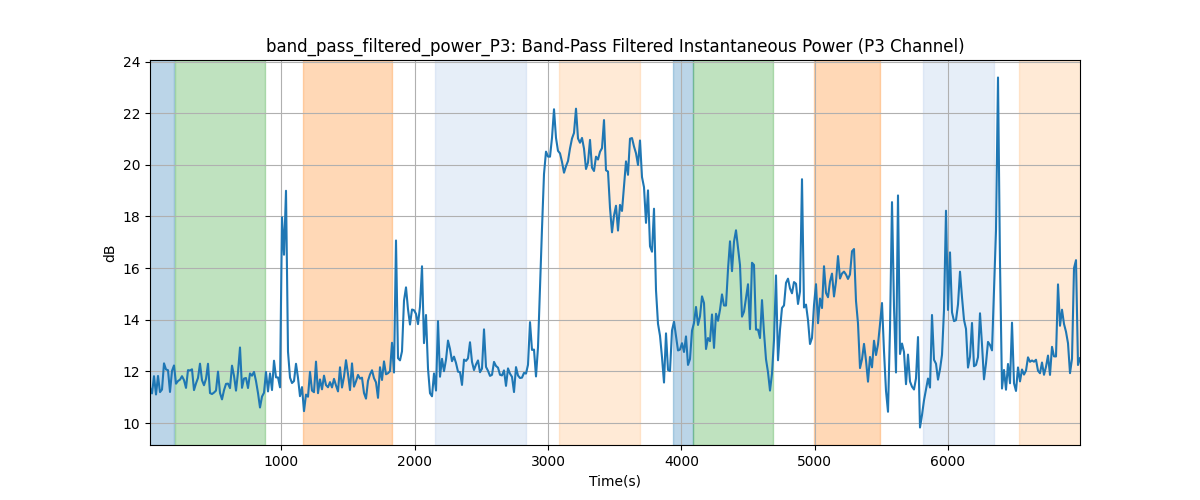 band_pass_filtered_power_P3: Band-Pass Filtered Instantaneous Power (P3 Channel)
24
22
20
18
16
14
12
10
dB
1000 2000 3000 4000 5000 6000
Time(s)